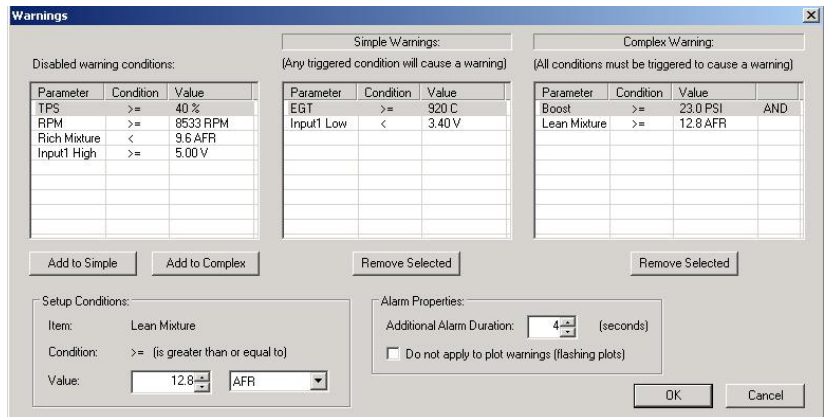 Warnings
Simple Warnings:
Complex Warning:
Disabled warning conditions:
(Any triggered condition will cause a warning)
(All conditions must be triggered to cause a warning)
Parameter Condition Value
TPS >= 40 %
RPM >= 8533 RPM
Rich Mixture < 9.6 AFR
Input1 High >= 5.00 V
Parameter Condition Value
EGT >= 920 C
Input1 Low < 3.40 V
Parameter Condition Value
Boost >= 23.0 PSI AND
Lean Mixture >= 12.8 AFR
Add to Simple
Add to Complex
Remove Selected
Remove Selected
Setup Conditions:
Item: Lean Mixture
Condition: >= (is greater than or equal to)
Value: 12.8 AFR
Alarm Properties:
Additional Alarm Duration: 4 (seconds)
Do not apply to plot warnings (flashing plots)
OK
Cancel